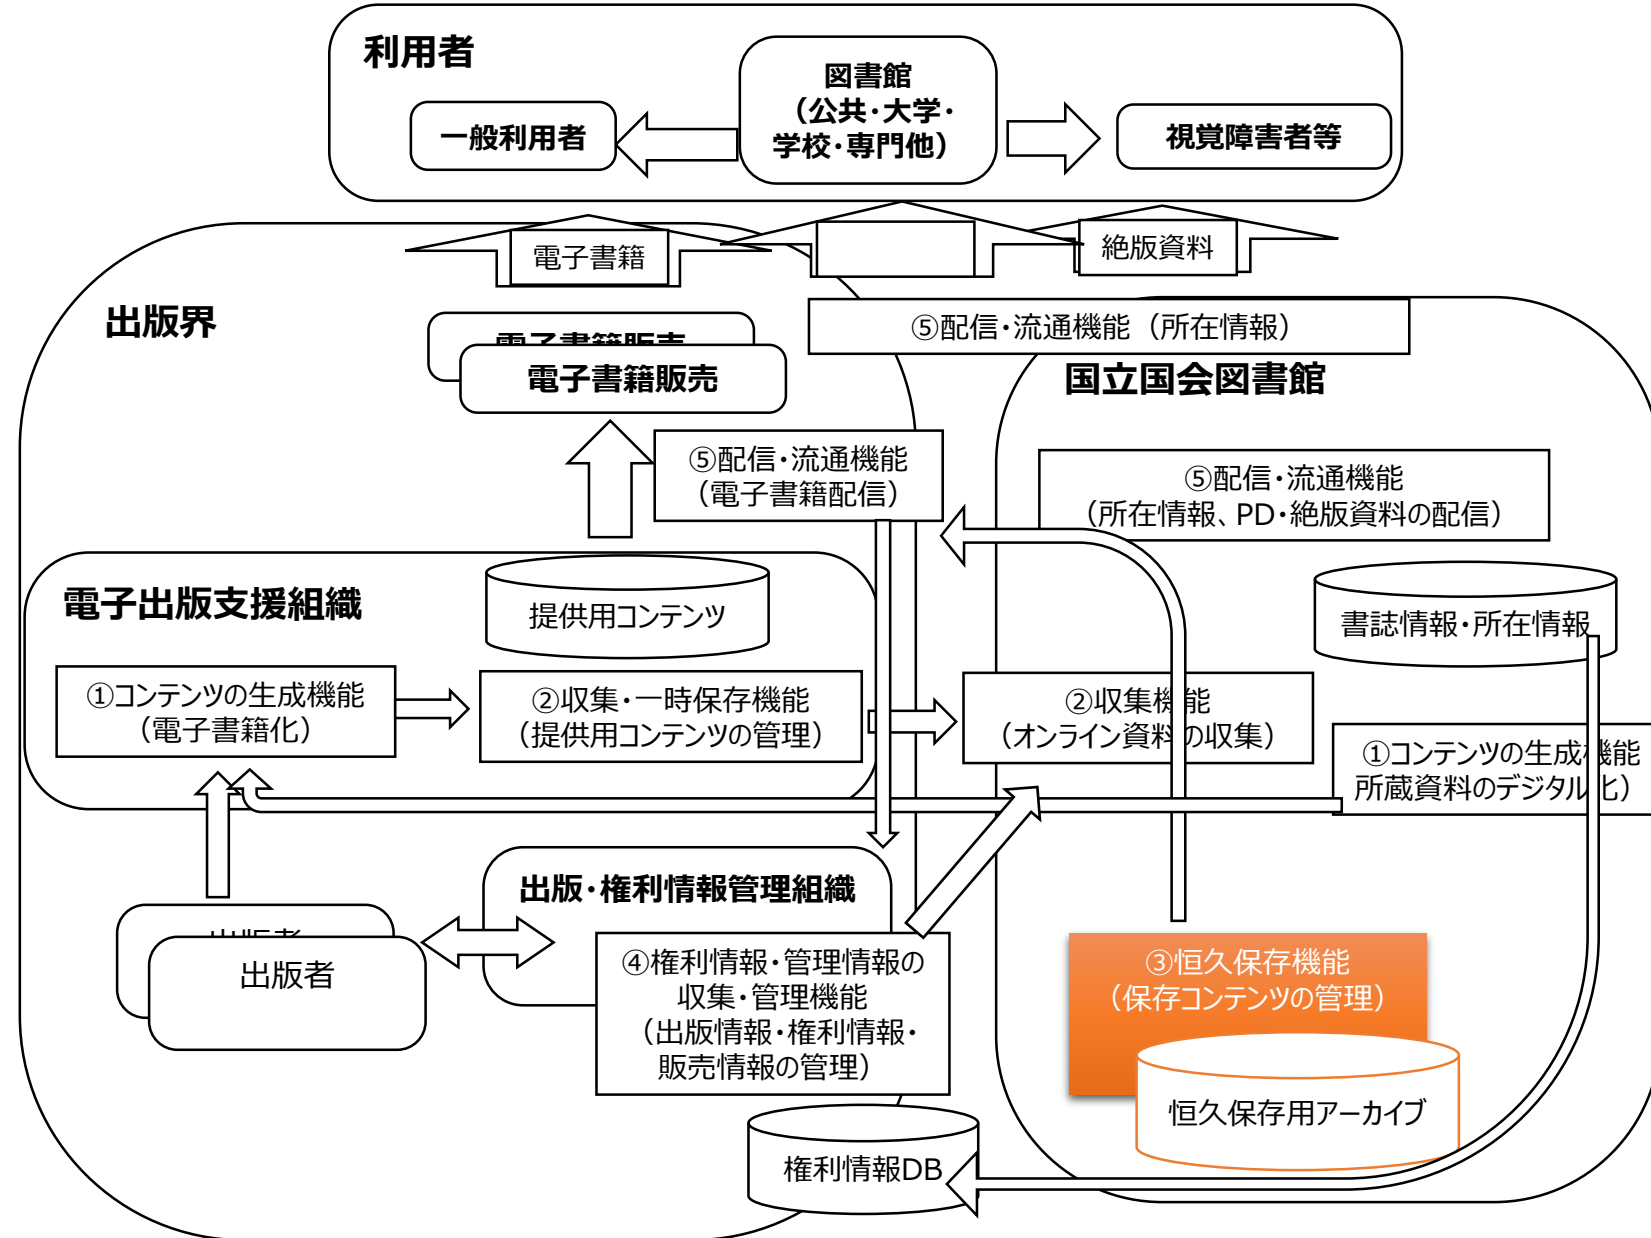 利用者
図書館
（公共・大学・
学校・専門他）
一般利用者
視覚障害者等
電子書籍
絶版資料
出版界
⑤配信・流通機能（所在情報）
電子書籍販売
電子書籍販売
国立国会図書館
⑤配信・流通機能
（電子書籍配信）
⑤配信・流通機能
（所在情報、PD・絶版資料の配信）
電子出版支援組織
提供用コンテンツ
書誌情報・所在情報
①コンテンツの生成機能
（電子書籍化）
②収集・一時保存機能
（提供用コンテンツの管理）
②収集機能
（オンライン資料の収集）
①コンテンツの生成機能
所蔵資料のデジタル化）
出版・権利情報管理組織
出版者
出版者
④権利情報・管理情報の
収集・管理機能
（出版情報・権利情報・
販売情報の管理）
③恒久保存機能
（保存コンテンツの管理）
恒久保存用アーカイブ
権利情報DB